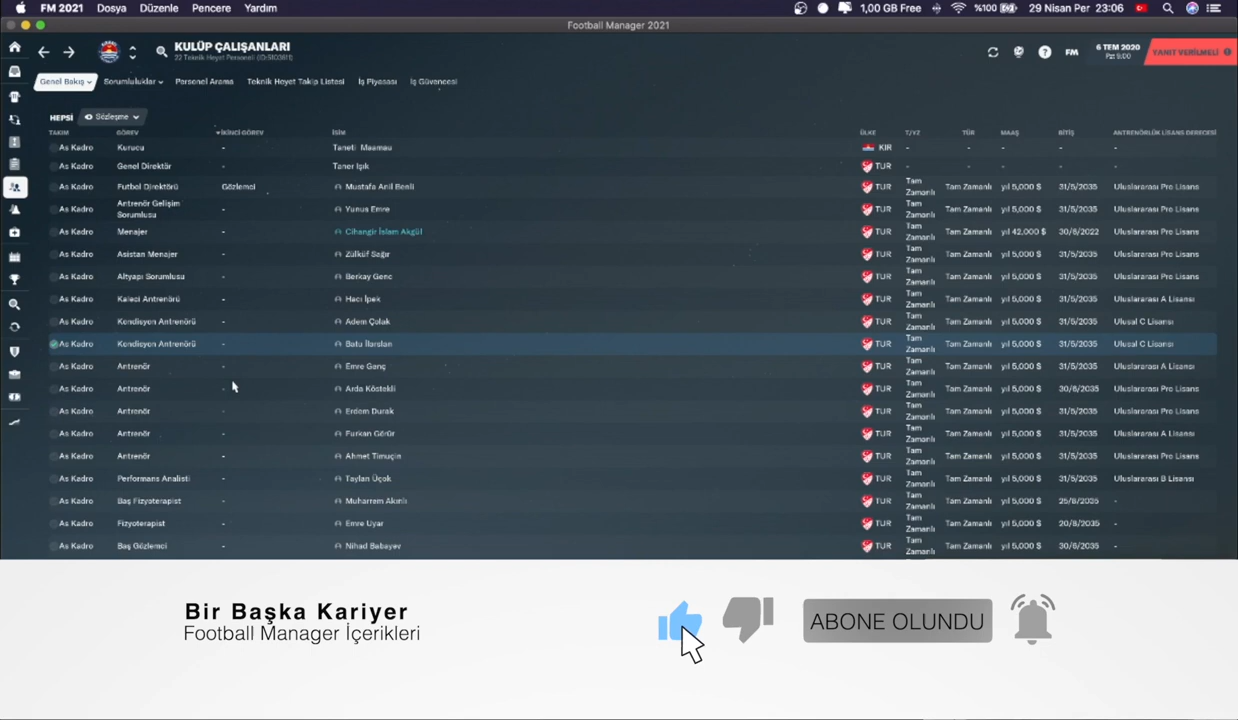 FM 2021 Dosya Düzenle Pencere Yardım 1,00 GB Free %100 29 Nisan Per 23:06
Football Manager 2021
KULÜP ÇALIŞANLARI
22 Teknik Heyet Personeli
FM 6 TEM 2020 Pzt 9:00 YANIT VERİLMELİ
Genel Bakış Sorumluluklar Personel Arama Teknik Heyet Takip Listesi İş Piyasası İş Güvencesi
HEPSİ Sözleşme
TAKIM GÖREV İKİNCİ GÖREV İSİM ÜLKE T/YZ TÜR MAAŞ BİTİŞ ANTRENÖRLÜK LİSANS DERECESİ
As Kadro Kurucu - Taneti Maamau KIR - - - - -
As Kadro Genel Direktör Taner Işık TUR - - - - -
As Kadro Futbol Direktörü Gözlemci Mustafa Anıl Benli TUR Tam Zamanlı Tam Zamanlı yıl 5,000 $ 31/5/2035 Uluslararası Pro Lisans
As Kadro Antrenör Gelişim Sorumlusu - Yunus Emre TUR Tam Zamanlı Tam Zamanlı yıl 5,000 $ 31/5/2035 Uluslararası Pro Lisans
As Kadro Menajer - Cihangir İslam Akgül TUR Tam Zamanlı Tam Zamanlı yıl 42,000 $ 30/6/2022 Uluslararası Pro Lisans
As Kadro Asistan Menajer - Zülküf Sağır TUR Tam Zamanlı Tam Zamanlı yıl 5,000 $ 31/5/2035 Uluslararası Pro Lisans
As Kadro Altyapı Sorumlusu - Berkay Genc TUR Tam Zamanlı Tam Zamanlı yıl 5,000 $ 31/5/2035 Uluslararası Pro Lisans
As Kadro Kaleci Antrenörü - Hacı İpek TUR Tam Zamanlı Tam Zamanlı yıl 5,000 $ 31/5/2035 Uluslararası A Lisansı
As Kadro Kondisyon Antrenörü - Adem Çolak TUR Tam Zamanlı Tam Zamanlı yıl 5,000 $ 31/5/2035 Ulusal C Lisansı
As Kadro Kondisyon Antrenörü - Batu İlarslan TUR Tam Zamanlı Tam Zamanlı yıl 5,000 $ 31/5/2035 Ulusal C Lisansı
As Kadro Antrenör - Emre Genç TUR Tam Zamanlı Tam Zamanlı yıl 5,000 $ 31/5/2035 Uluslararası A Lisansı
As Kadro Antrenör - Arda Köstekli TUR Tam Zamanlı Tam Zamanlı yıl 5,000 $ 30/6/2035 Uluslararası Pro Lisans
As Kadro Antrenör - Erdem Durak TUR Tam Zamanlı Tam Zamanlı yıl 5,000 $ 31/5/2035 Uluslararası Pro Lisans
As Kadro Antrenör - Furkan Görür TUR Tam Zamanlı Tam Zamanlı yıl 5,000 $ 31/5/2035 Uluslararası A Lisansı
As Kadro Antrenör - Ahmet Timuçin TUR Tam Zamanlı Tam Zamanlı yıl 5,000 $ 31/5/2035 Uluslararası Pro Lisans
As Kadro Performans Analisti - Taylan Üçok TUR Tam Zamanlı Tam Zamanlı yıl 5,000 $ 31/5/2035 Uluslararası B Lisansı
As Kadro Baş Fizyoterapist - Muharrem Akınlı TUR Tam Zamanlı Tam Zamanlı yıl 5,000 $ 25/8/2035 -
As Kadro Fizyoterapist - Emre Uyar TUR Tam Zamanlı Tam Zamanlı yıl 5,000 $ 20/8/2035 -
As Kadro Baş Gözlemci - Nihad Babayev TUR Tam Zamanlı Tam Zamanlı yıl 5,000 $ 30/6/2035 -
Bir Başka Kariyer
Football Manager İçerikleri
ABONE OLUNDU